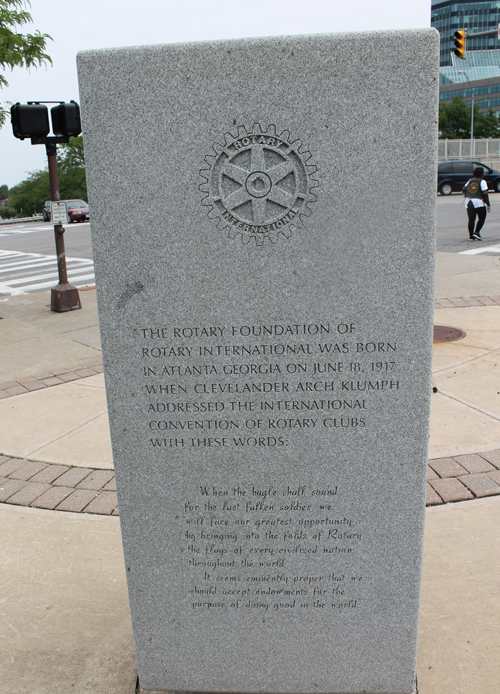 ROTARY
INTERNATIONAL
THE ROTARY FOUNDATION OF
ROTARY INTERNATIONAL WAS BORN
IN ATLANTA GEORGIA ON JUNE 18, 1917
WHEN CLEVELANDER ARCH KLUMPH
ADDRESSED THE INTERNATIONAL
CONVENTION OF ROTARY CLUBS
WITH THESE WORDS:
When the bugle shall sound
for the last fallen soldier, we
will face our greatest opportunity
by bringing into the folds of Rotary
the flags of every civilized nation
throughout the world.
It seems eminently proper that we
should accept endowments for the
purpose of doing good in the world.